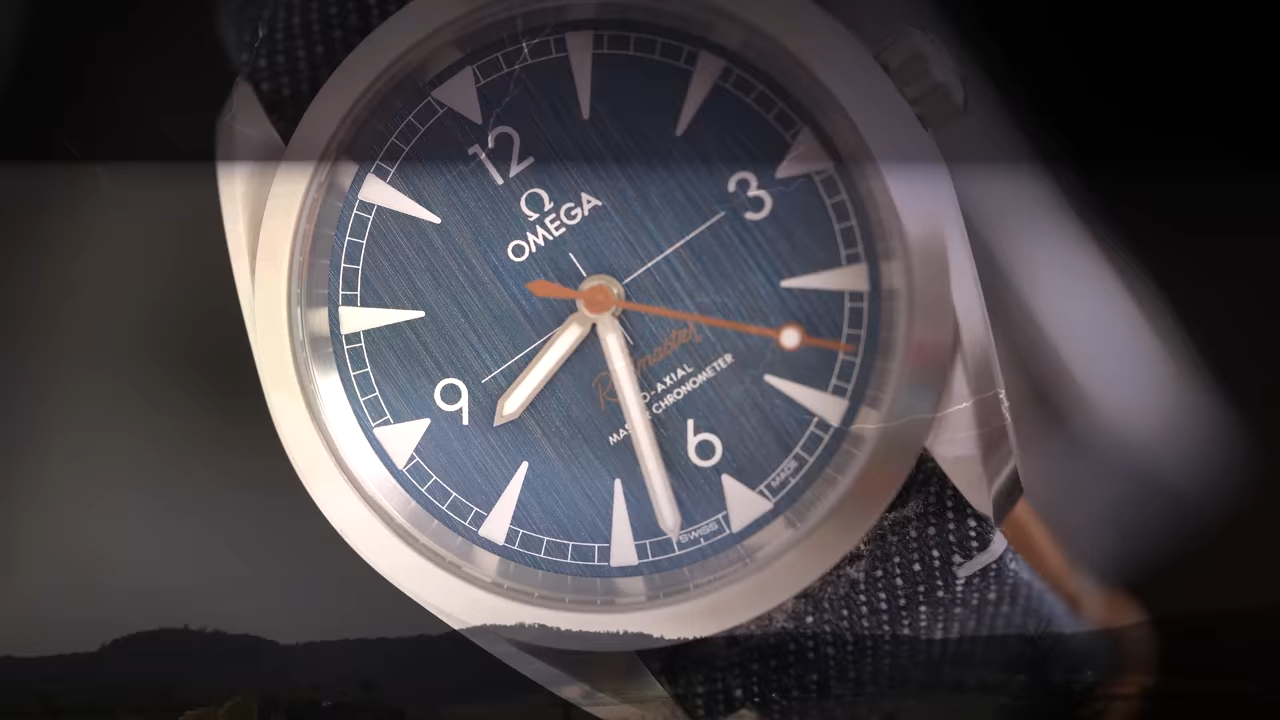 12
3
Ω
OMEGA
9
6
Railmaster
CO-AXIAL
MASTER CHRONOMETER
SWISS MADE